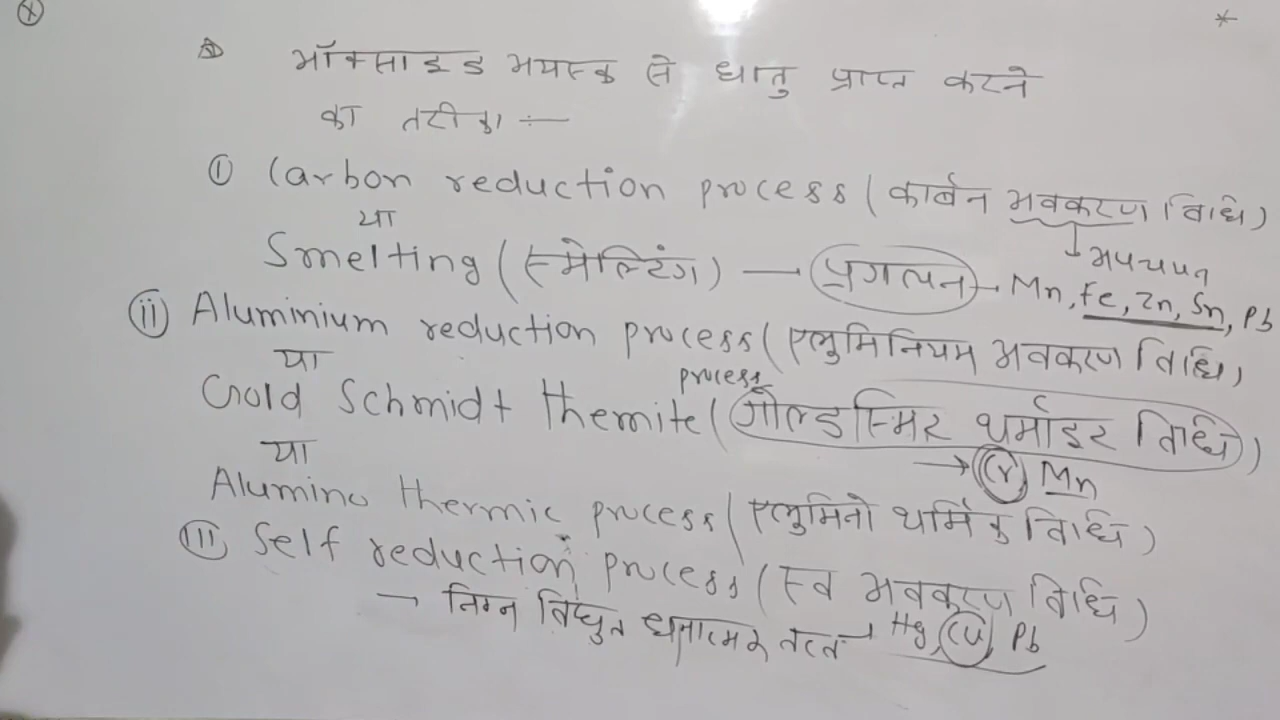 ऑक्साइड अयस्क से धातु प्राप्त करने
का तरीका :—
① Carbon reduction process (कार्बन अवकरण विधि)
या
अपचयन
Smelting (स्मेल्टिंग) — प्रगलन → Mn, Fe, Zn, Sn, Pb
ⅱ Aluminium reduction process (एलुमिनियम अवकरण विधि)
या
process
Gold Schmidt themite (गोल्डस्मिट थर्माइट विधि)
या
→ Cr Mn
Alumino thermic process (एलुमिनो थर्मिक विधि)
ⅲ Self reduction process (स्व अवकरण विधि)
→ निम्न विधुत धनात्मक तत्व → Hg, Cu, Pb